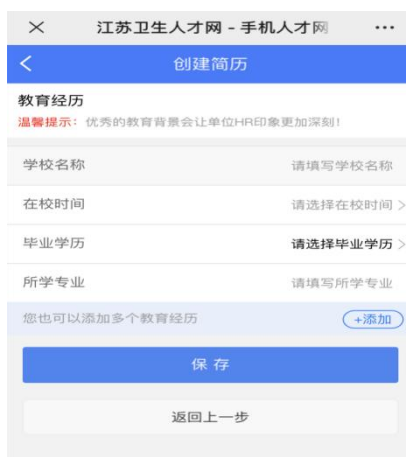 江苏卫生人才网 - 手机人才网
创建简历
教育经历
温馨提示：优秀的教育背景会让单位HR印象更加深刻！
学校名称 请填写学校名称
在校时间 请选择在校时间 >
毕业学历 请选择毕业学历 >
所学专业 请填写所学专业
您也可以添加多个教育经历 +添加
保 存
返回上一步